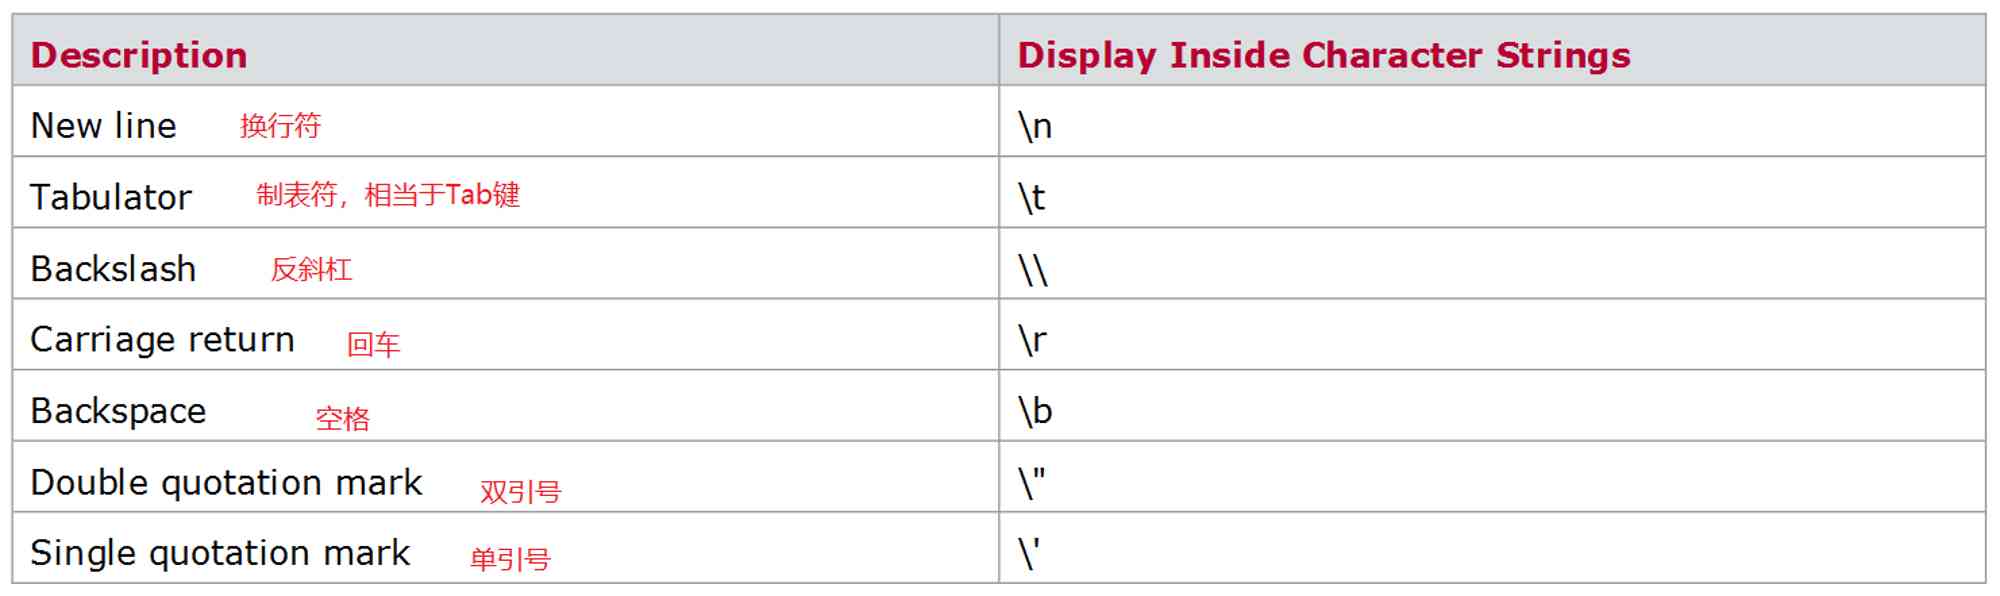 Description Display Inside Character Strings
New line 换行符 \n
Tabulator 制表符，相当于Tab键 \t
Backslash 反斜杠 \\
Carriage return 回车 \r
Backspace 空格 \b
Double quotation mark 双引号 \"
Single quotation mark 单引号 \'